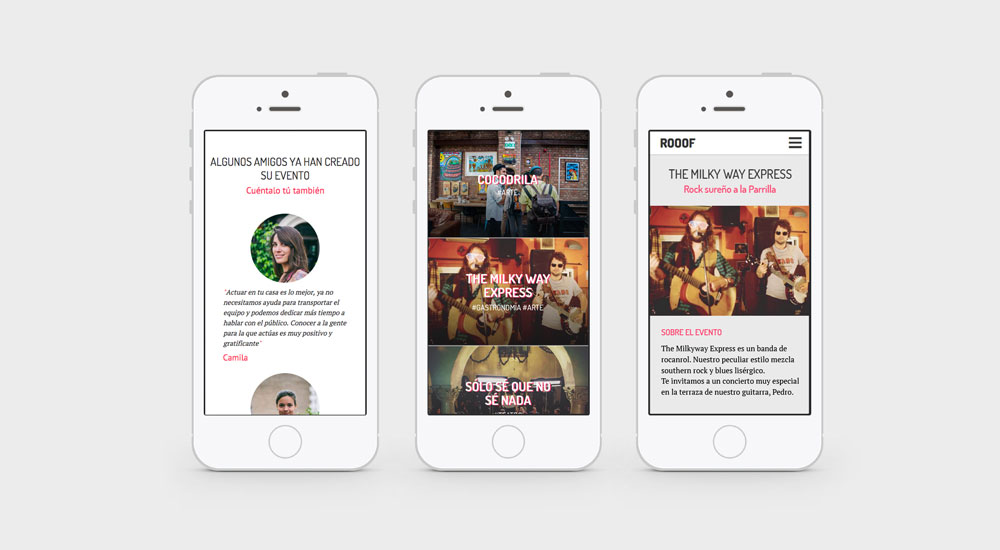 ALGUNOS AMIGOS YA HAN CREADO
SU EVENTO
Cuéntalo tú también
"Actuar en tu casa es lo mejor, ya no
necesitamos ayuda para transportar el
equipo y podemos dedicar más tiempo a
hablar con el público. Conocer a la gente
para la que actúas es muy positivo y
gratificante"
Camila
COCODRILA
#ARTE
THE MILKY WAY
EXPRESS
#GASTRONOMÍA #ARTE
SÓLO SÉ QUE NO
SÉ NADA
#TEATRO
ROOOF
THE MILKY WAY EXPRESS
Rock sureño a la Parrilla
SOBRE EL EVENTO
The Milkyway Express es un banda de
rocanrol. Nuestro peculiar estilo mezcla
southern rock y blues lisérgico.
Te invitamos a un concierto muy especial
en la terraza de nuestro guitarra, Pedro.